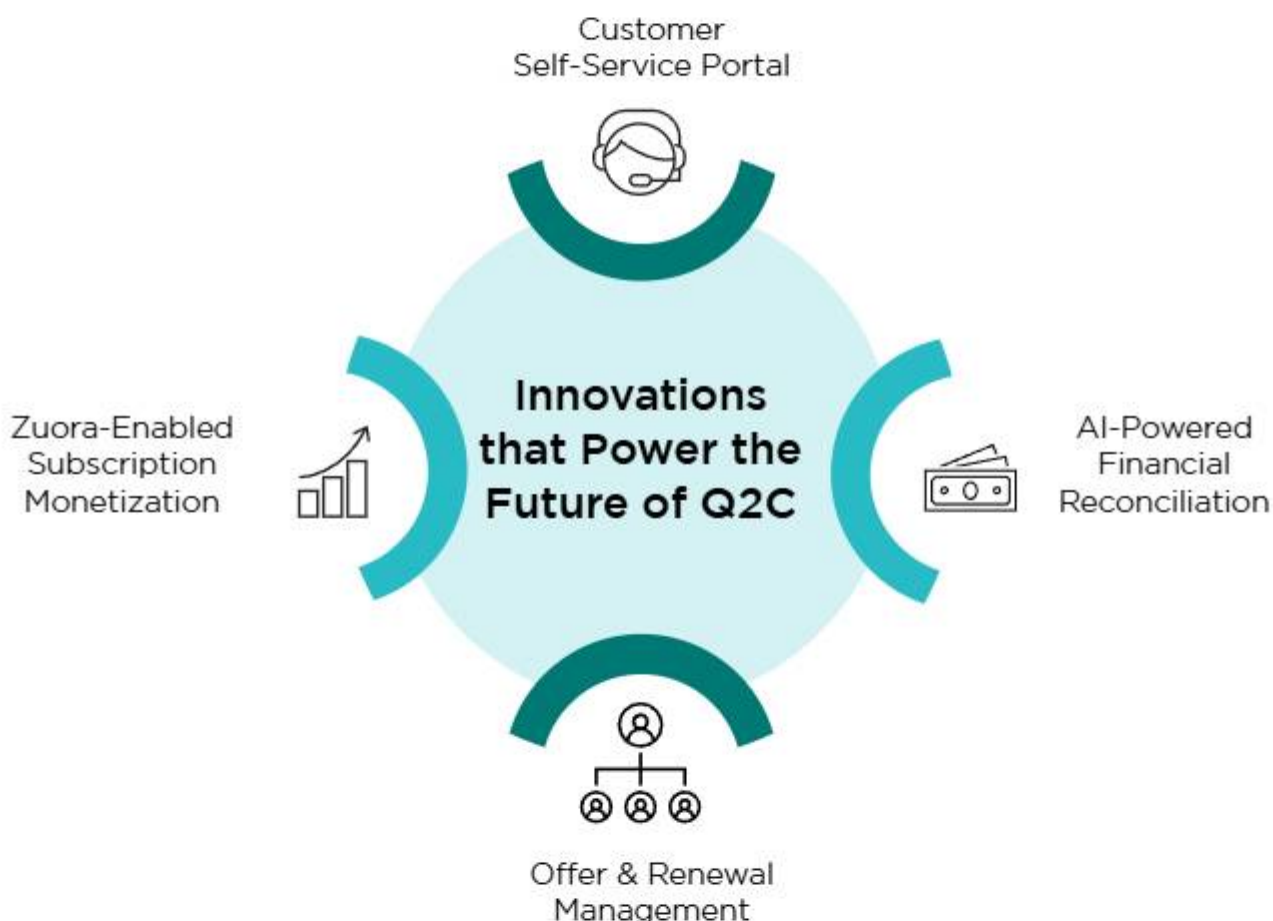 Customer
Self-Service Portal
Innovations
that Power the
Future of Q2C
Zuora-Enabled
Subscription
Monetization
AI-Powered
Financial
Reconciliation
Offer & Renewal
Management